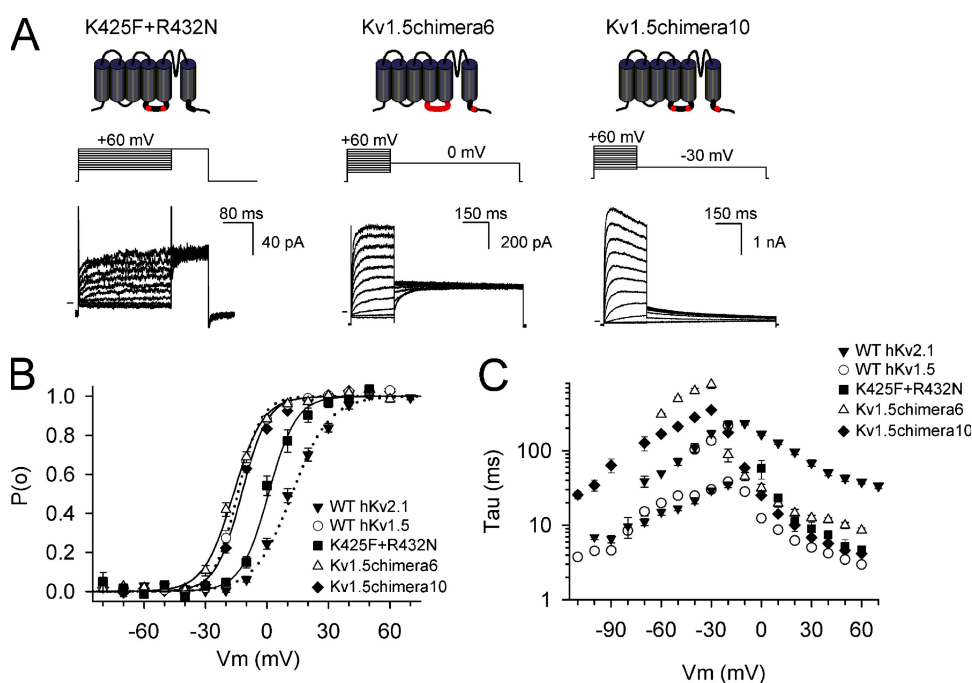 A
K425F+R432N
Kv1.5chimera6
Kv1.5chimera10
+60 mV
+60 mV
0 mV
+60 mV
-30 mV
80 ms
40 pA
150 ms
200 pA
150 ms
1 nA
B
P(o)
1.0
0.8
0.6
0.4
0.2
0.0
-60
-30
0
30
60
Vm (mV)
WT hKv2.1
WT hKv1.5
K425F+R432N
Kv1.5chimera6
Kv1.5chimera10
C
WT hKv2.1
WT hKv1.5
K425F+R432N
Kv1.5chimera6
Kv1.5chimera10
Tau (ms)
100
10
1
-90
-60
-30
0
30
60
Vm (mV)